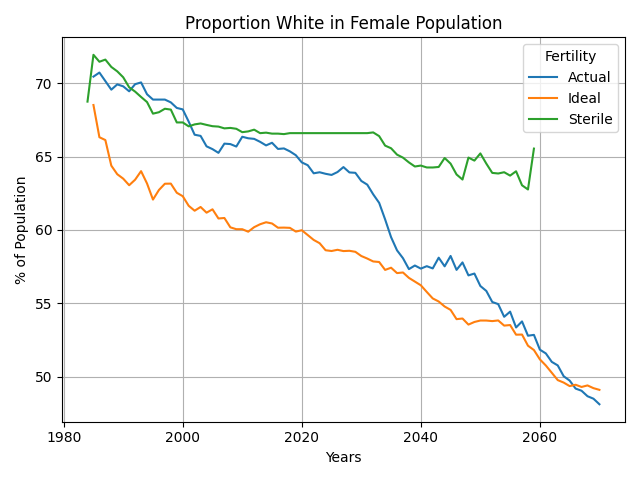 Proportion White in Female Population
Fertility
Actual
Ideal
Sterile
% of Population
70
65
60
55
50
1980
2000
2020
2040
2060
Years